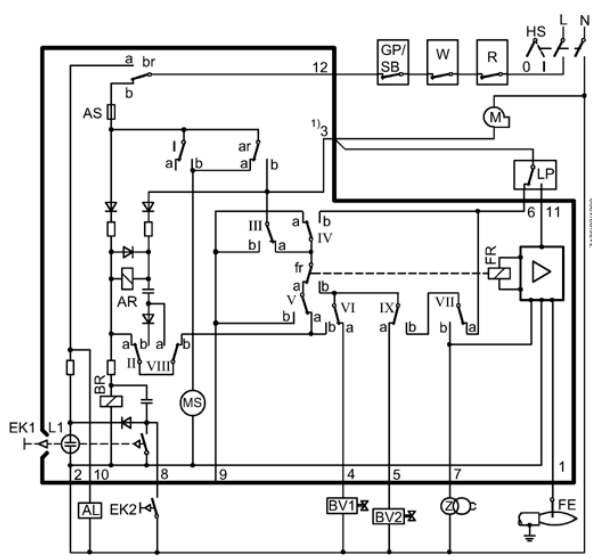 HS L N
GP/
SB
W
R
0 I
a br
b
12
AS
1) 3
M
I
a b
ar
a b
LP
6 11
III
b a
b
a IV
fr
a b
FR
AR
V
b a
VI
b a
IX
a b
VII
b a
a b a b
II VIII
BR
MS
EK1 L1
2 10 8 9 4 5 7 1
AL
EK2
BV1
BV2
Z
FE